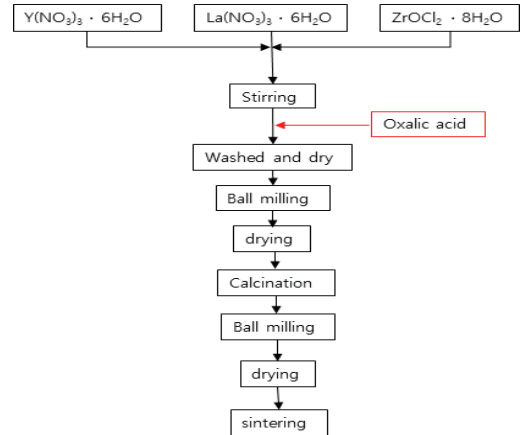 Y(NO₃)₃ · 6H₂O
La(NO₃)₃ · 6H₂O
ZrOCl₂ · 8H₂O
Stirring
Oxalic acid
Washed and dry
Ball milling
drying
Calcination
Ball milling
drying
sintering